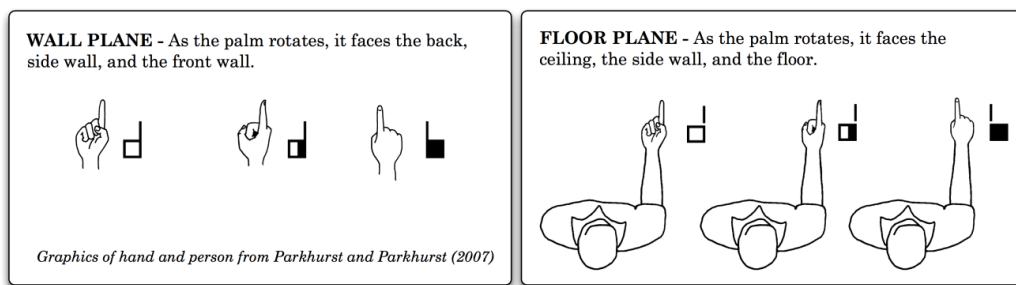 WALL PLANE - As the palm rotates, it faces the back,
side wall, and the front wall.
Graphics of hand and person from Parkhurst and Parkhurst (2007)
FLOOR PLANE - As the palm rotates, it faces the
ceiling, the side wall, and the floor.